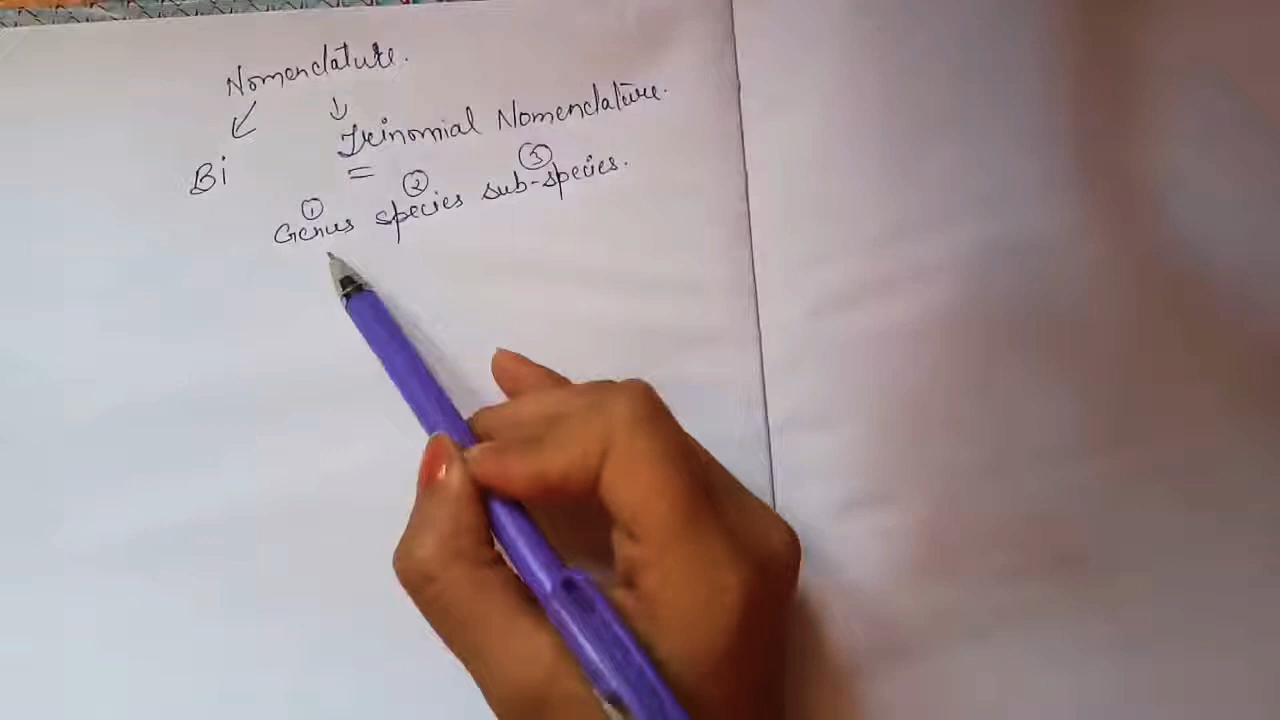 Nomenclature.
Trinomial Nomenclature.
Bi
① ② ③
Genus species sub-species.